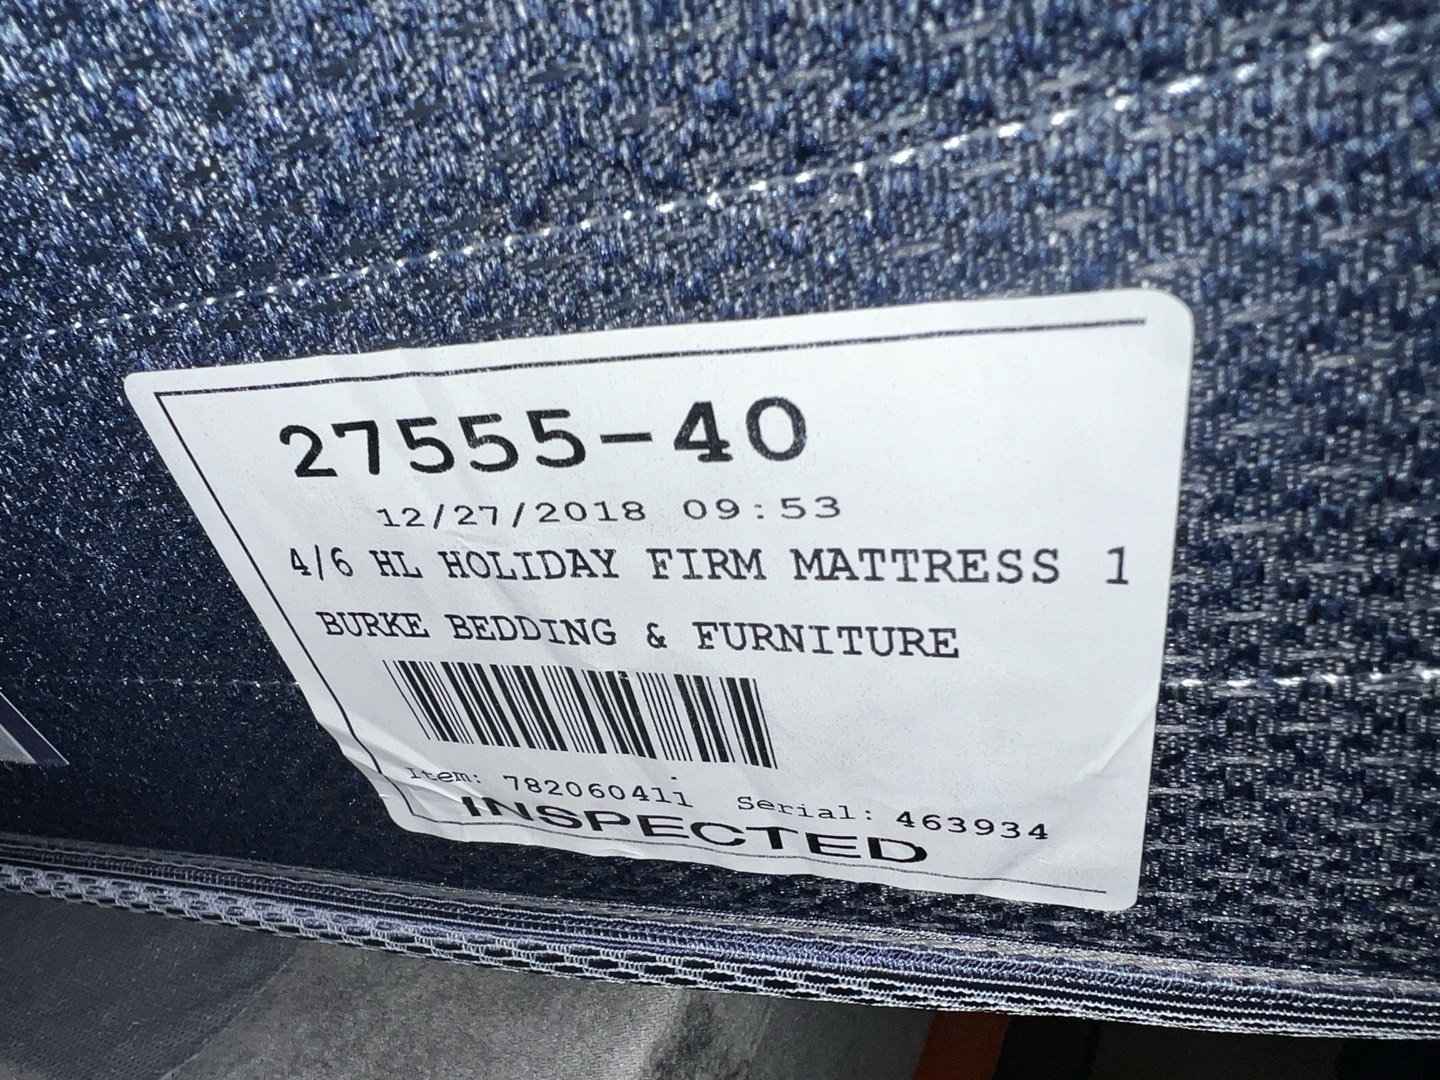 27555-40
12/27/2018 09:53
4/6 HL HOLIDAY FIRM MATTRESS 1
BURKE BEDDING & FURNITURE
Item: 782060411 Serial: 463934
INSPECTED